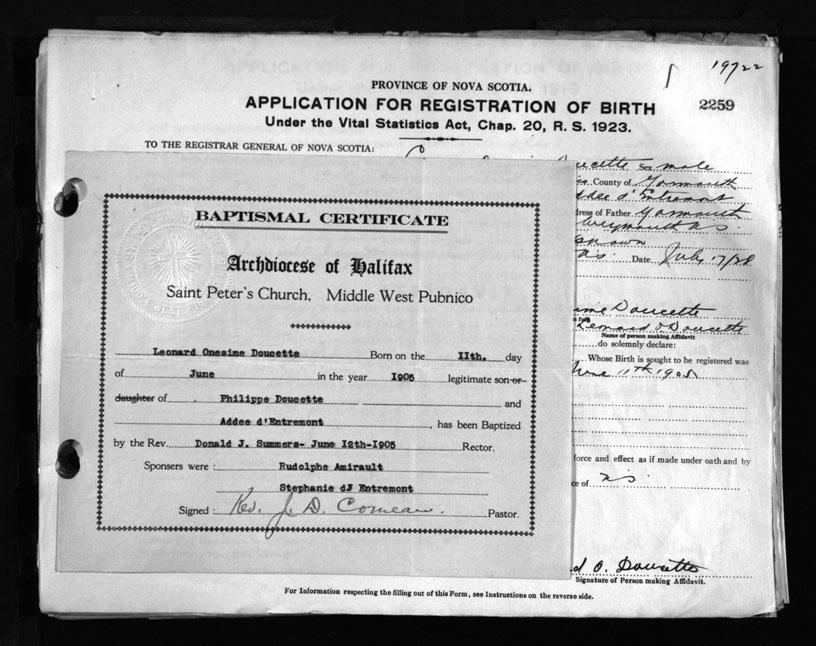 19722
PROVINCE OF NOVA SCOTIA.
APPLICATION FOR REGISTRATION OF BIRTH
2259
Under the Vital Statistics Act, Chap. 20, R. S. 1923.
TO THE REGISTRAR GENERAL OF NOVA SCOTIA:
Doucette Sex male
County of Yarmouth
d'Entremont
dress of Father Yarmouth
Weymouth N.S.
N.S. Date July 17/28
Doucette
Leonard O Doucette
Name of person making Affidavit
do solemnly declare:
Whose Birth is sought to be registered was
June 11th 1905
force and effect as if made under oath and by
ce of N.S.
d O. Doucette
Signature of Person making Affidavit.
For Information respecting the filling out of this Form, see Instructions on the reverse side.
BAPTISMAL CERTIFICATE
Archdiocese of Halifax
Saint Peter's Church, Middle West Pubnico
Leonard Onesime Doucette Born on the 11th. day
of June in the year 1905 legitimate son or
daughter of . Philippe Doucette and
Addee d'Entremont , has been Baptized
by the Rev. Donald J. Summers- June 12th-1905 Rector.
Sponsers were : Rudolphe Amirault
Stephanie dJ Entremont
Signed : Rev. J. D. Comeau. Pastor.